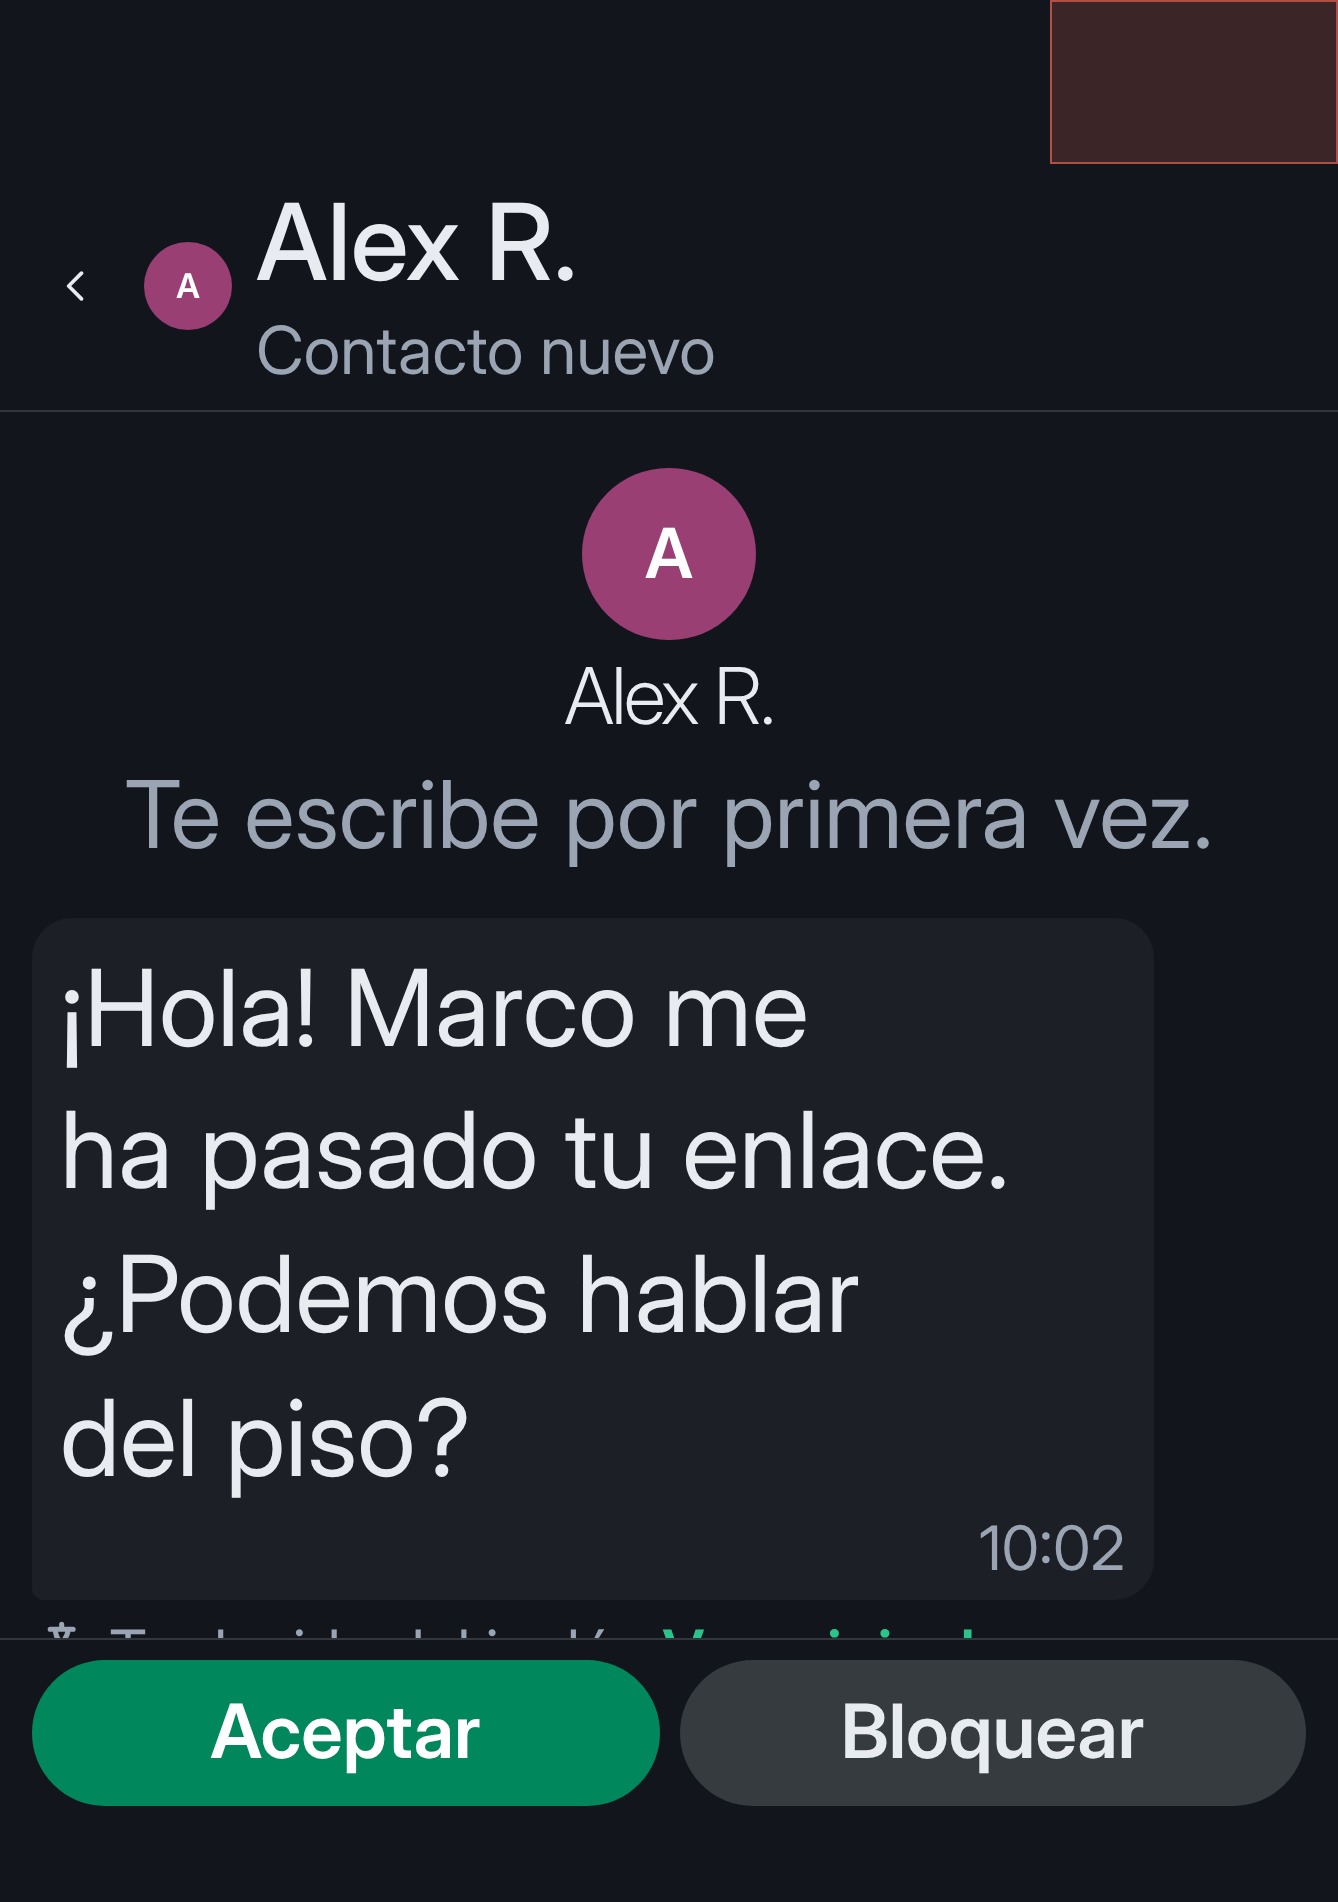 Alex R.
A
Contacto nuevo
A
Alex R.
Te escribe por primera vez.
¡Hola! Marco me
ha pasado tu enlace.
¿Podemos hablar
del piso?
10:02
Aceptar
Bloquear